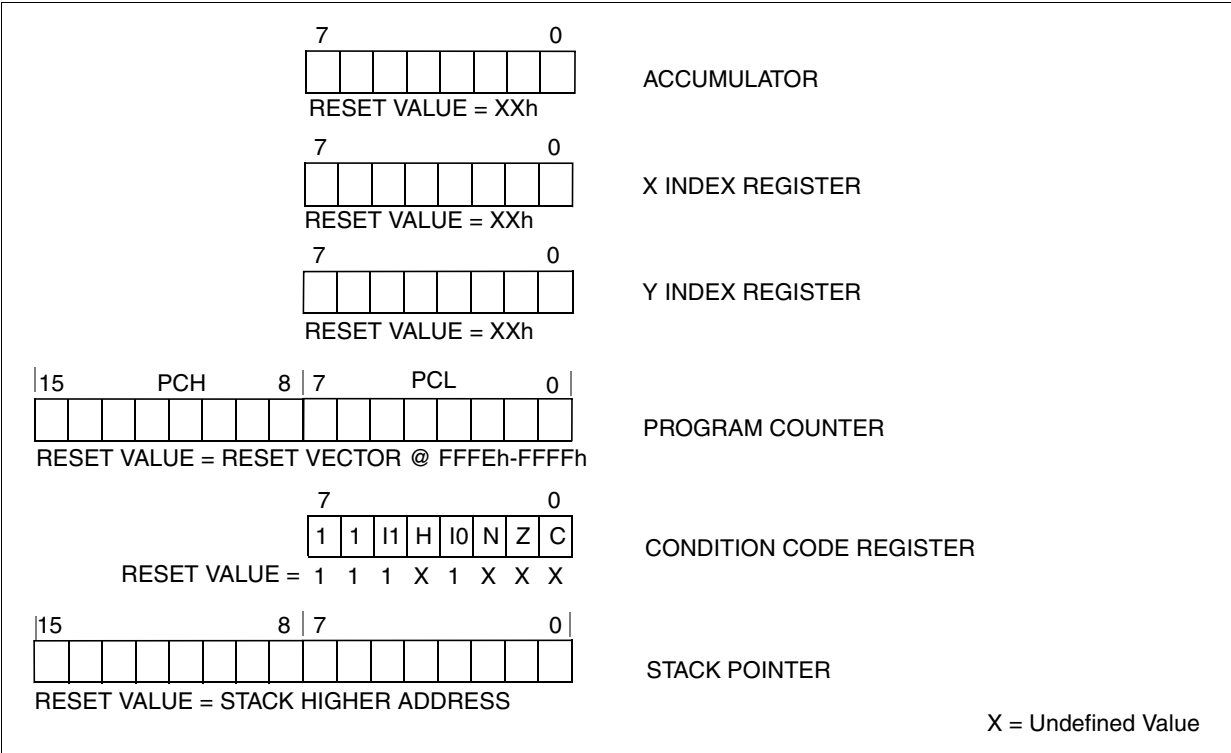 7 0
ACCUMULATOR
RESET VALUE = XXh
7 0
X INDEX REGISTER
RESET VALUE = XXh
7 0
Y INDEX REGISTER
RESET VALUE = XXh
15 PCH 8 7 PCL 0
PROGRAM COUNTER
RESET VALUE = RESET VECTOR @ FFFEh-FFFFh
7 0
1 1 I1 H I0 N Z C
CONDITION CODE REGISTER
RESET VALUE = 1 1 1 X 1 X X X
15 8 7 0
STACK POINTER
RESET VALUE = STACK HIGHER ADDRESS
X = Undefined Value